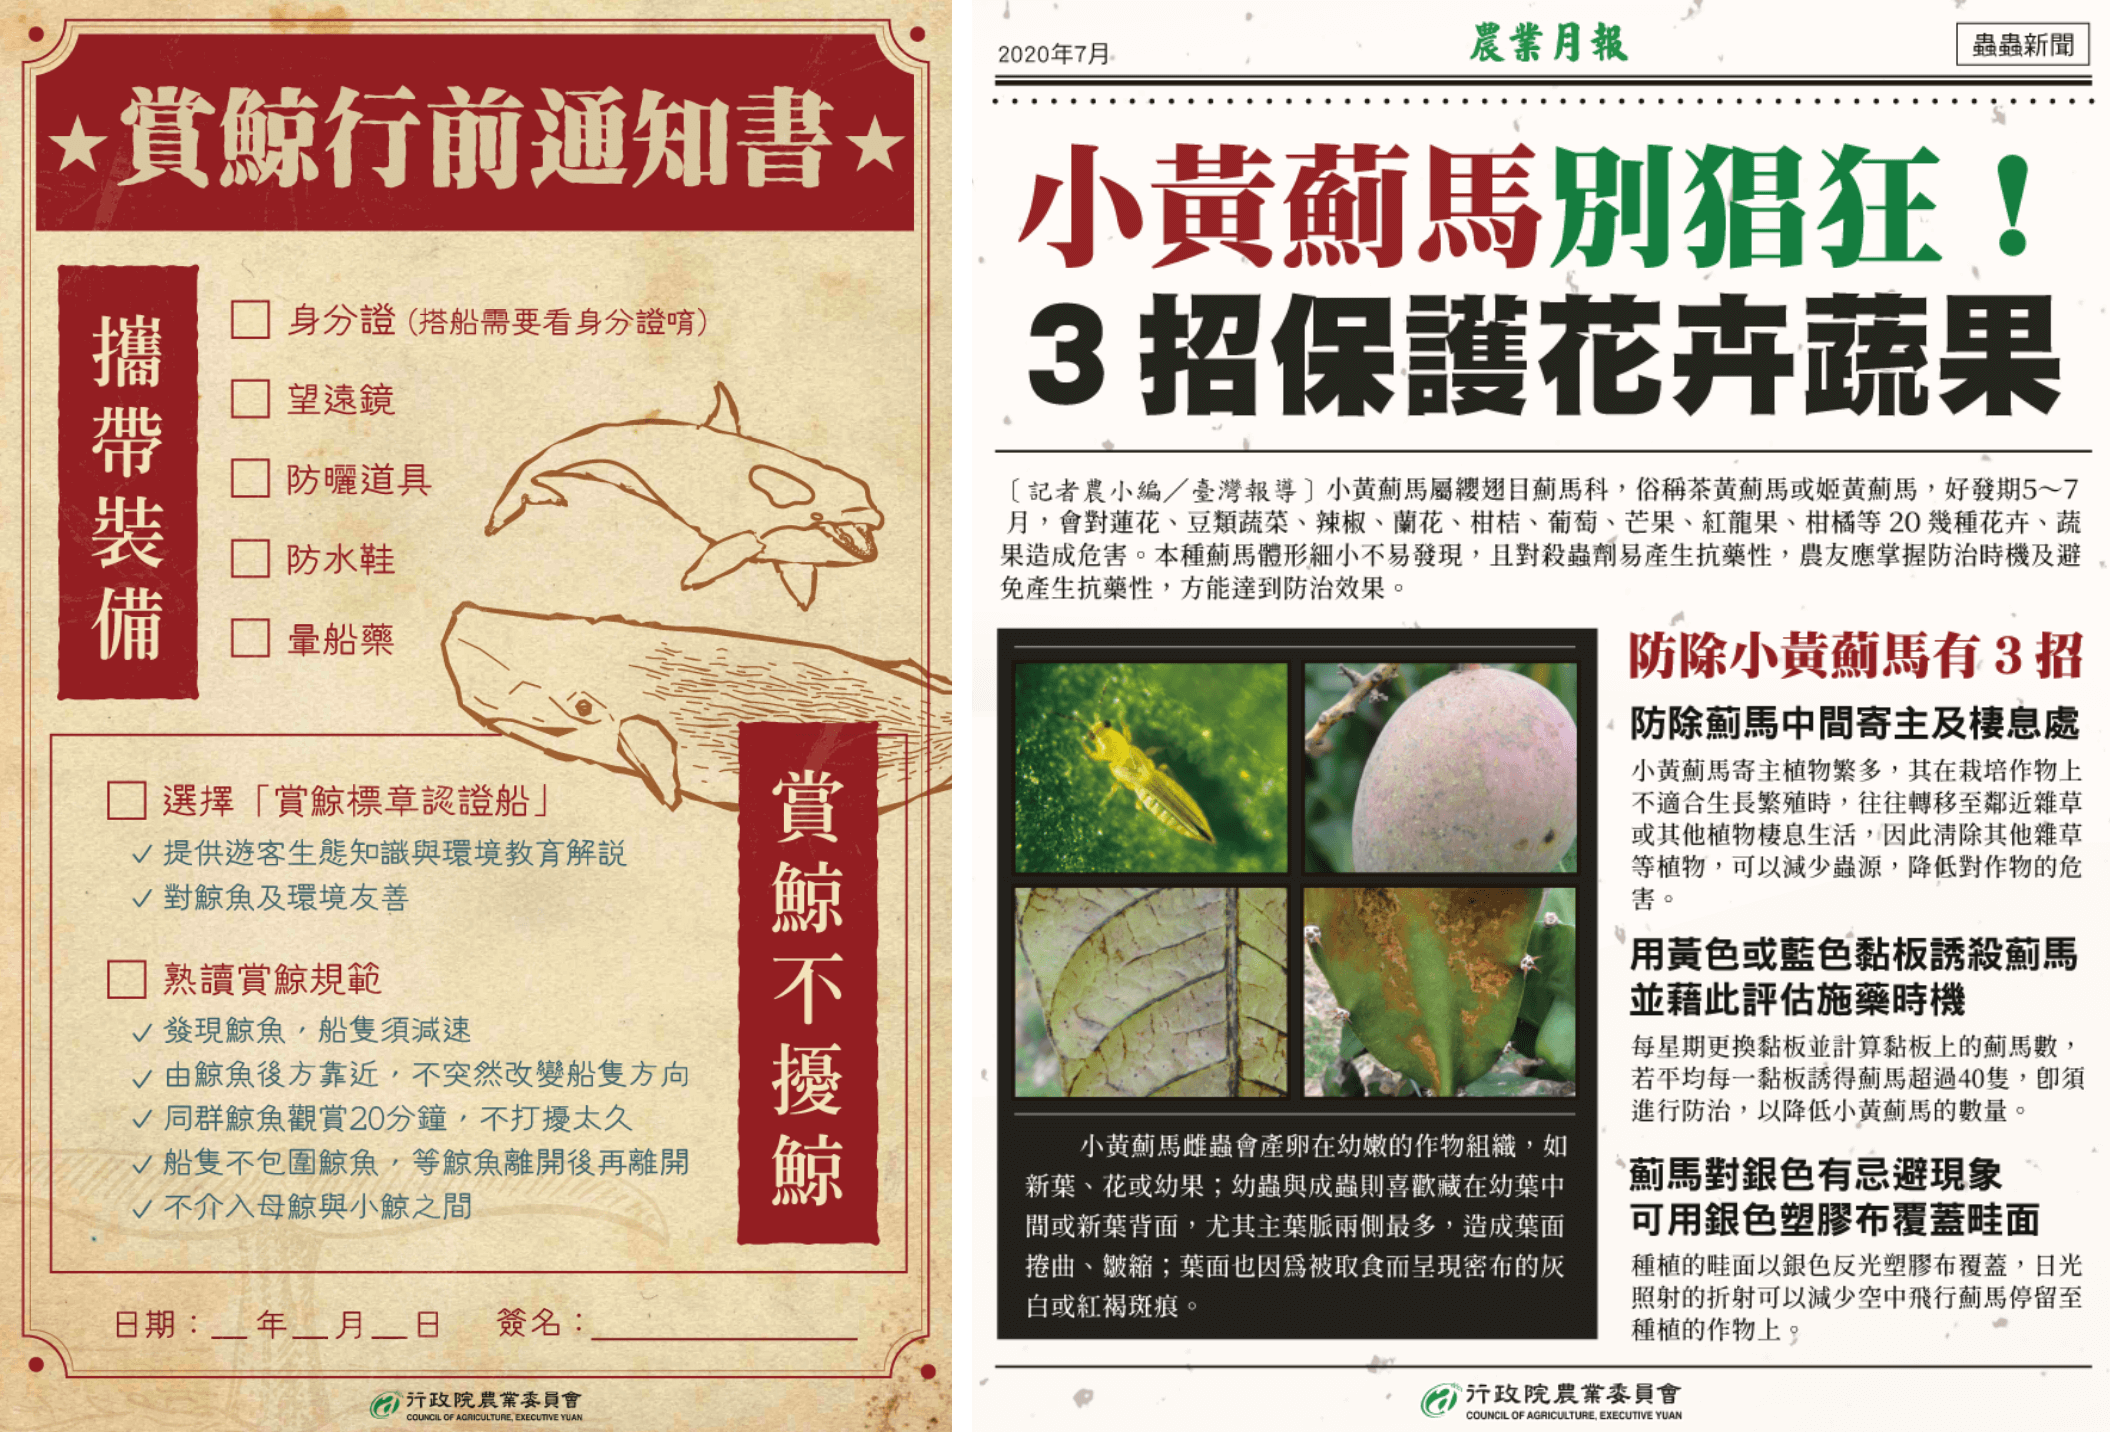 ★賞鯨行前通知書★
攜帶裝備
身分證(搭船需要看身分證唷)
望遠鏡
防曬道具
防水鞋
暈船藥
賞鯨不擾鯨
選擇「賞鯨標章認證船」
✓ 提供遊客生態知識與環境教育解說
✓ 對鯨魚及環境友善
熟讀賞鯨規範
✓ 發現鯨魚，船隻須減速
✓ 由鯨魚後方靠近，不突然改變船隻方向
✓ 同群鯨魚觀賞20分鐘，不打擾太久
✓ 船隻不包圍鯨魚，等鯨魚離開後再離開
✓ 不介入母鯨與小鯨之間
日期：__年__月__日 簽名：__________
行政院農業委員會
COUNCIL OF AGRICULTURE, EXECUTIVE YUAN
2020年7月
農業月報
蟲蟲新聞
小黃薊馬別猖狂！
3招保護花卉蔬果
〔記者農小編／臺灣報導〕小黃薊馬屬纓翅目薊馬科，俗稱茶黃薊馬或姬黃薊馬，好發期5～7
月，會對蓮花、豆類蔬菜、辣椒、蘭花、柑桔、葡萄、芒果、紅龍果、柑橘等 20 幾種花卉、蔬
果造成危害。本種薊馬體形細小不易發現，且對殺蟲劑易產生抗藥性，農友應掌握防治時機及避
免產生抗藥性，方能達到防治效果。
小黃薊馬雌蟲會產卵在幼嫩的作物組織，如
新葉、花或幼果；幼蟲與成蟲則喜歡藏在幼葉中
間或新葉背面，尤其主葉脈兩側最多，造成葉面
捲曲、皺縮；葉面也因為被取食而呈現密布的灰
白或紅褐斑痕。
防除小黃薊馬有 3 招
防除薊馬中間寄主及棲息處
小黃薊馬寄主植物繁多，其在栽培作物上
不適合生長繁殖時，往往轉移至鄰近雜草
或其他植物棲息生活，因此清除其他雜草
等植物，可以減少蟲源，降低對作物的危
害。
用黃色或藍色黏板誘殺薊馬
並藉此評估施藥時機
每星期更換黏板並計算黏板上的薊馬數，
若平均每一黏板誘得薊馬超過40隻，即須
進行防治，以降低小黃薊馬的數量。
薊馬對銀色有忌避現象
可用銀色塑膠布覆蓋畦面
種植的畦面以銀色反光塑膠布覆蓋，日光
照射的折射可以減少空中飛行薊馬停留至
種植的作物上。
行政院農業委員會
COUNCIL OF AGRICULTURE, EXECUTIVE YUAN